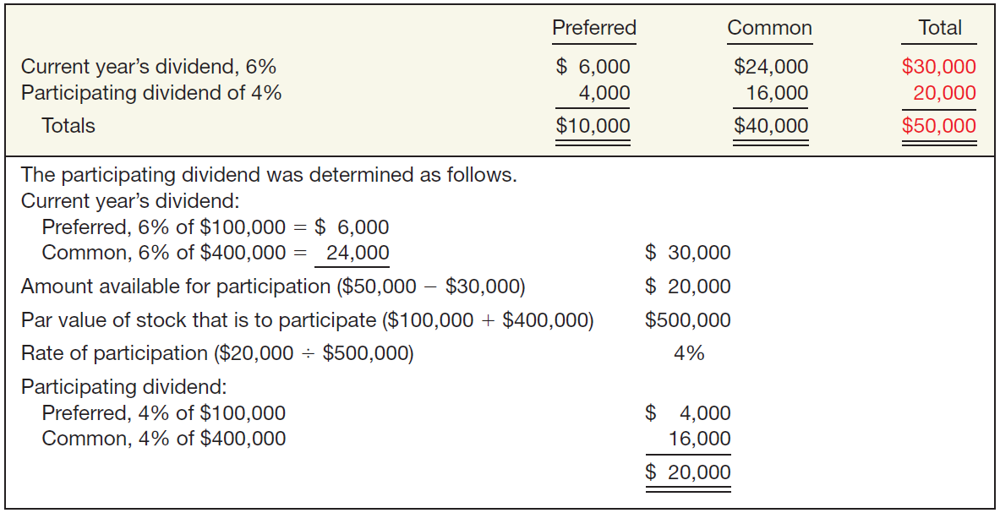 Preferred Common Total
Current year's dividend, 6% $ 6,000 $24,000 $30,000
Participating dividend of 4% 4,000 16,000 20,000
Totals $10,000 $40,000 $50,000
The participating dividend was determined as follows.
Current year's dividend:
Preferred, 6% of $100,000 = $ 6,000
Common, 6% of $400,000 = 24,000 $ 30,000
Amount available for participation ($50,000 − $30,000) $ 20,000
Par value of stock that is to participate ($100,000 + $400,000) $500,000
Rate of participation ($20,000 ÷ $500,000) 4%
Participating dividend:
Preferred, 4% of $100,000 $ 4,000
Common, 4% of $400,000 16,000
$ 20,000